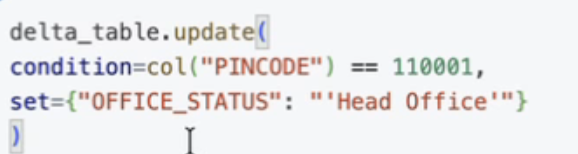 delta_table.update(
condition=col("PINCODE") == 110001,
set={"OFFICE_STATUS": "'Head Office'"}
)